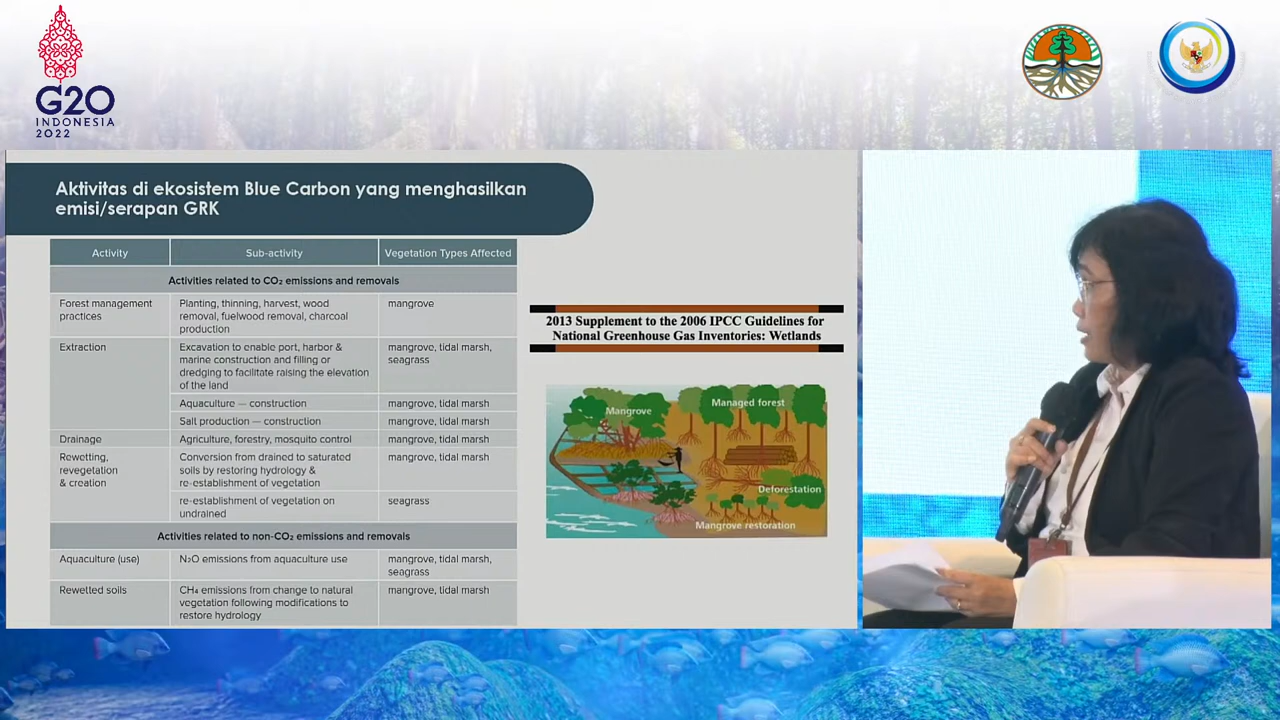 G20
INDONESIA
2022
Aktivitas di ekosistem Blue Carbon yang menghasilkan
emisi/serapan GRK
Activity
Sub-activity
Vegetation Types Affected
Activities related to CO₂ emissions and removals
Forest management
practices
Planting, thinning, harvest, wood
removal, fuelwood removal, charcoal
production
mangrove
Extraction
Excavation to enable port, harbor &
marine construction and filling or
dredging to facilitate raising the elevation
of the land
mangrove, tidal marsh,
seagrass
Aquaculture — construction
mangrove, tidal marsh
Salt production — construction
mangrove, tidal marsh
Drainage
Agriculture, forestry, mosquito control
mangrove, tidal marsh
Rewetting,
revegetation
& creation
Conversion from drained to saturated
soils by restoring hydrology &
re-establishment of vegetation
mangrove, tidal marsh
re-establishment of vegetation on
undrained
seagrass
Activities related to non-CO₂ emissions and removals
Aquaculture (use)
N₂O emissions from aquaculture use
mangrove, tidal marsh,
seagrass
Rewetted soils
CH₄ emissions from change to natural
vegetation following modifications to
restore hydrology
mangrove, tidal marsh
2013 Supplement to the 2006 IPCC Guidelines for
National Greenhouse Gas Inventories: Wetlands
Mangrove
Managed forest
Deforestation
Mangrove restoration